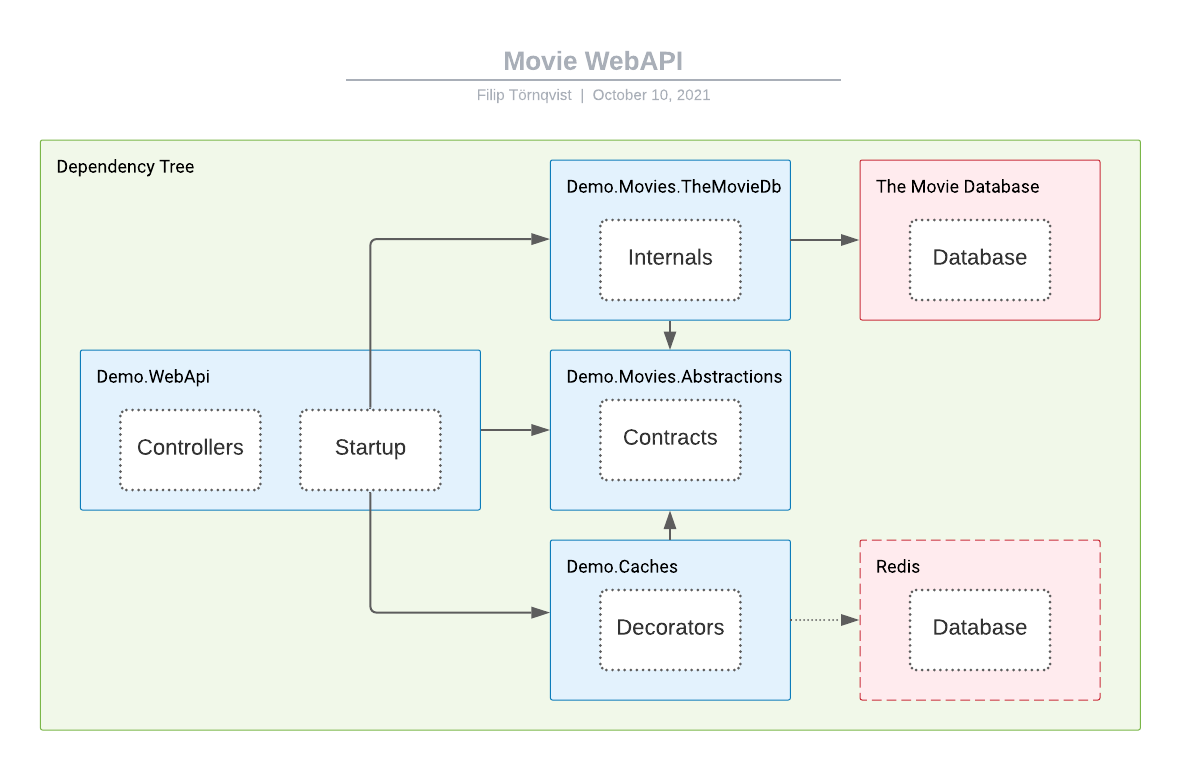 Movie WebAPI
Filip Törnqvist | October 10, 2021
Dependency Tree
Demo.Movies.TheMovieDb
Internals
The Movie Database
Database
Demo.WebApi
Controllers
Startup
Demo.Movies.Abstractions
Contracts
Demo.Caches
Decorators
Redis
Database